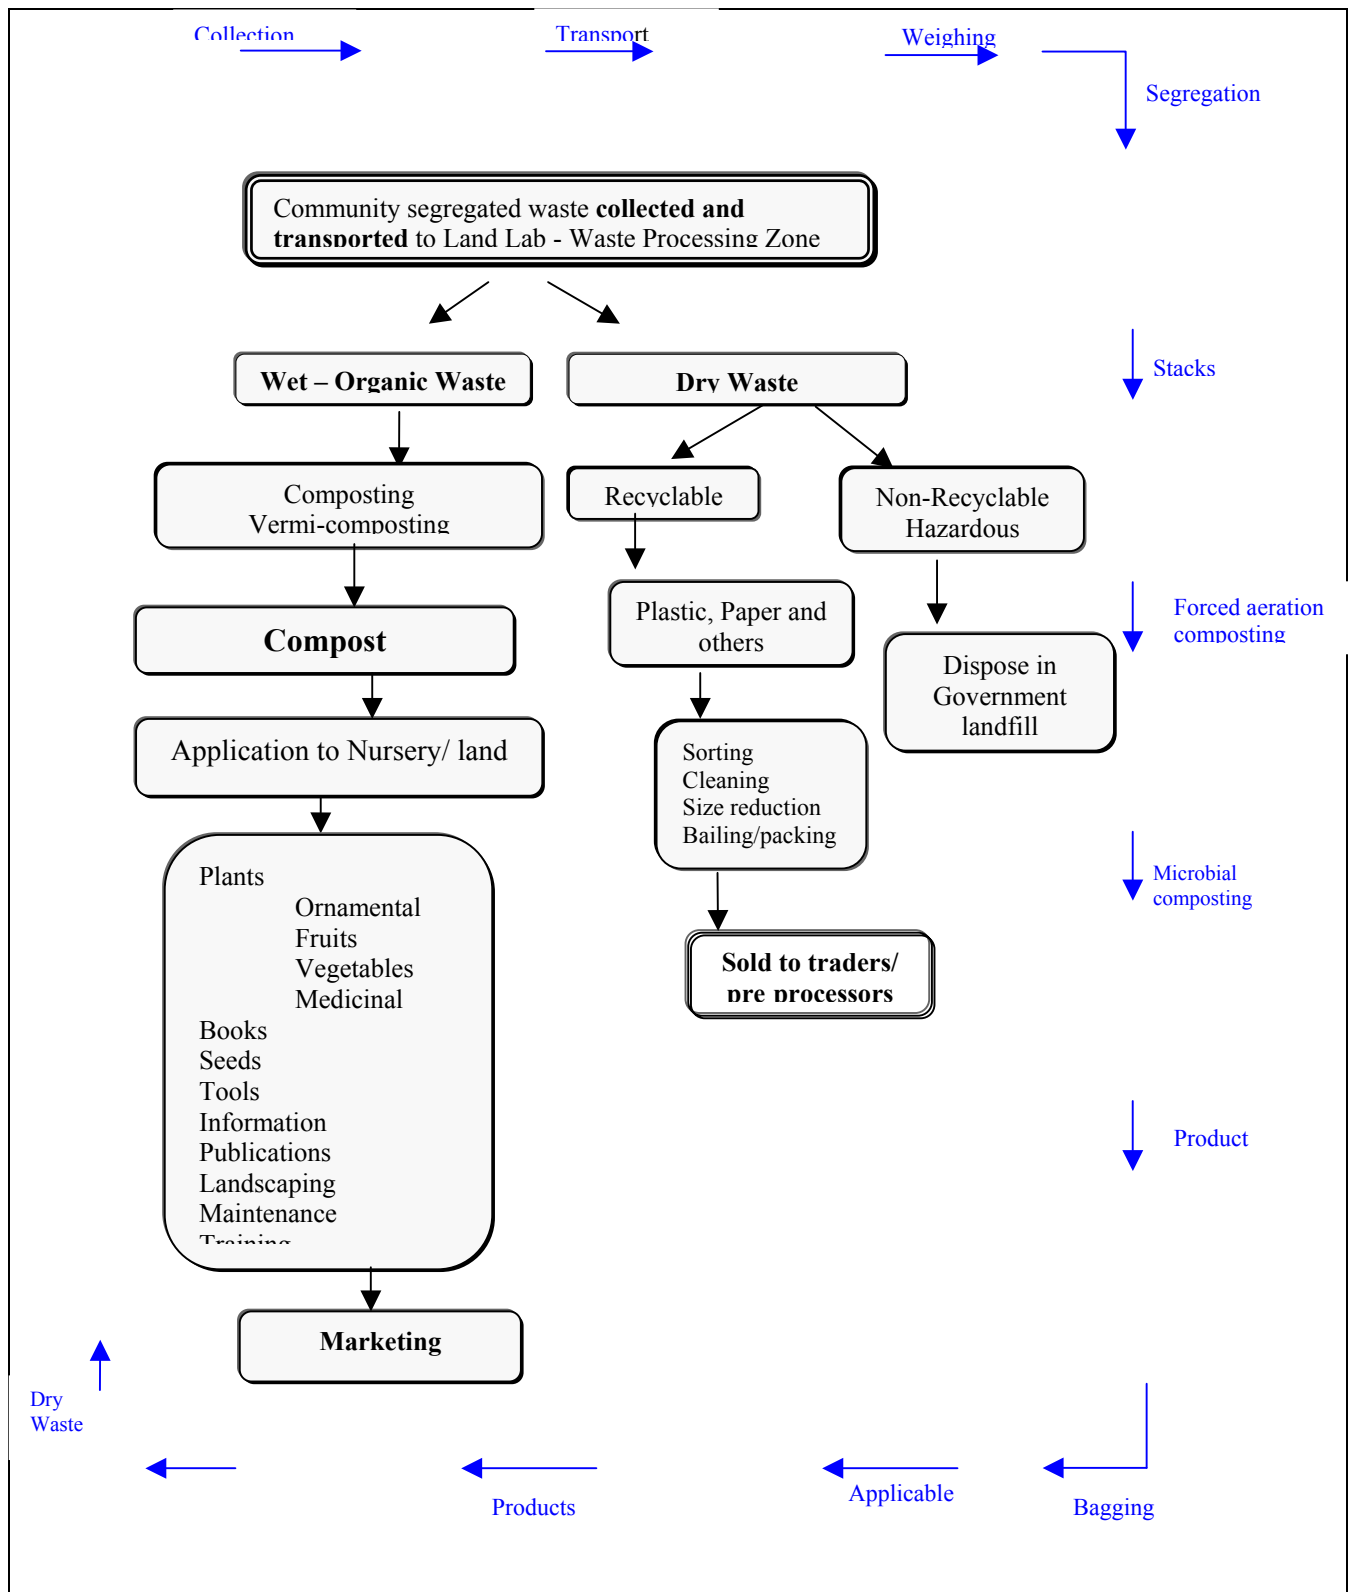 Collection
Transport
Weighing
Segregation
Community segregated waste collected and
transported to Land Lab - Waste Processing Zone
Wet – Organic Waste
Dry Waste
Stacks
Composting
Vermi-composting
Recyclable
Non-Recyclable
Hazardous
Compost
Plastic, Paper and
others
Forced aeration
composting
Dispose in
Government
landfill
Application to Nursery/ land
Sorting
Cleaning
Size reduction
Bailing/packing
Plants
Ornamental
Fruits
Vegetables
Medicinal
Books
Seeds
Tools
Information
Publications
Landscaping
Maintenance
Training
Microbial
composting
Sold to traders/
pre processors
Product
Marketing
Dry
Waste
Products
Applicable
Bagging